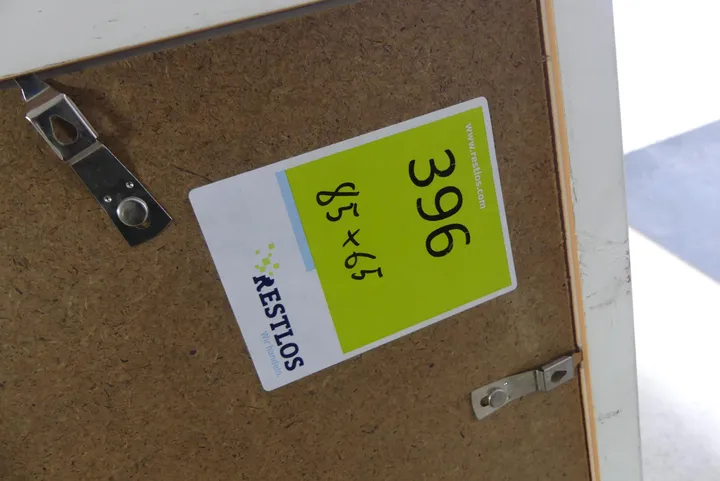 www.restlos.com
396
85 x 65
RESTLOS
Wir handeln.